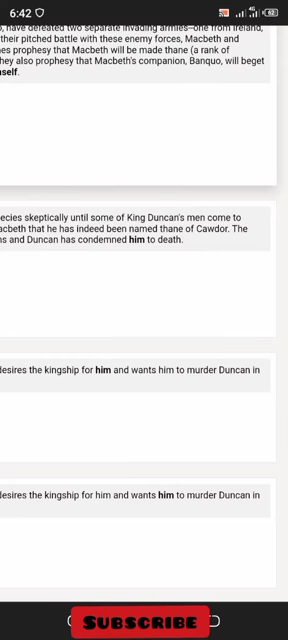 6:42
4G
62
o, have defeated two separate invading armies—one from Ireland,
their pitched battle with these enemy forces, Macbeth and
hes prophesy that Macbeth will be made thane (a rank of
hey also prophesy that Macbeth's companion, Banquo, will beget
nself.
ecies skeptically until some of King Duncan's men come to
acbeth that he has indeed been named thane of Cawdor. The
ns and Duncan has condemned him to death.
desires the kingship for him and wants him to murder Duncan in
desires the kingship for him and wants him to murder Duncan in
SUBSCRIBE